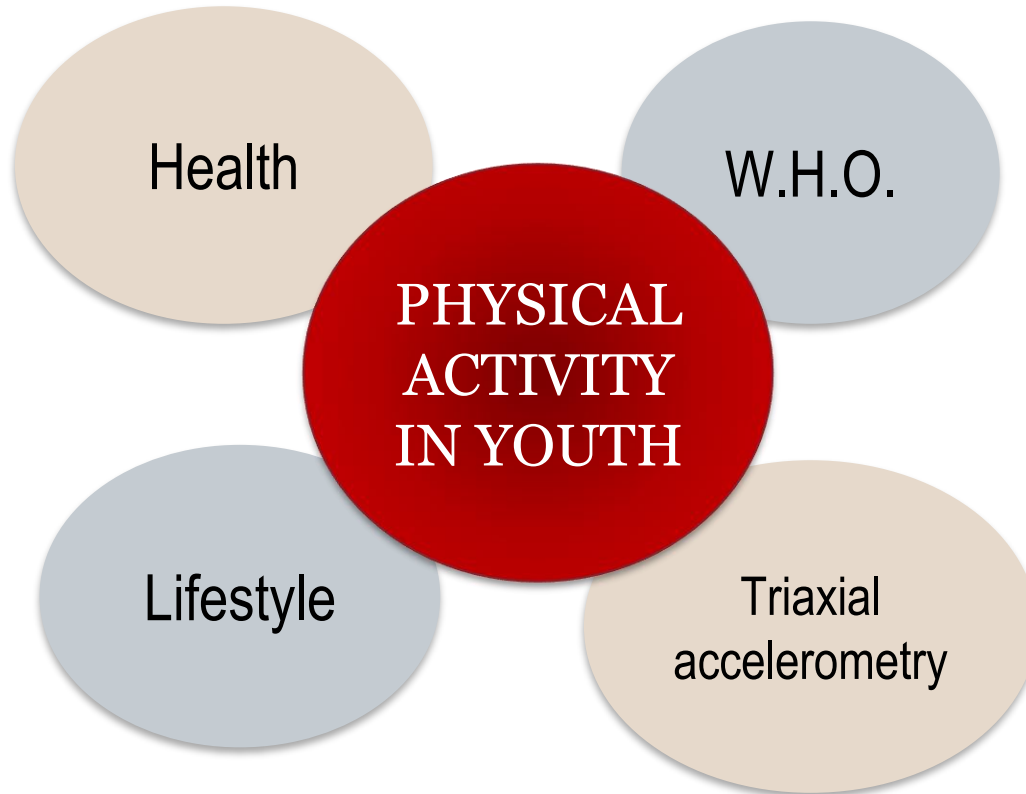 Health
W.H.O.
PHYSICAL
ACTIVITY
IN YOUTH
Lifestyle
Triaxial
accelerometry